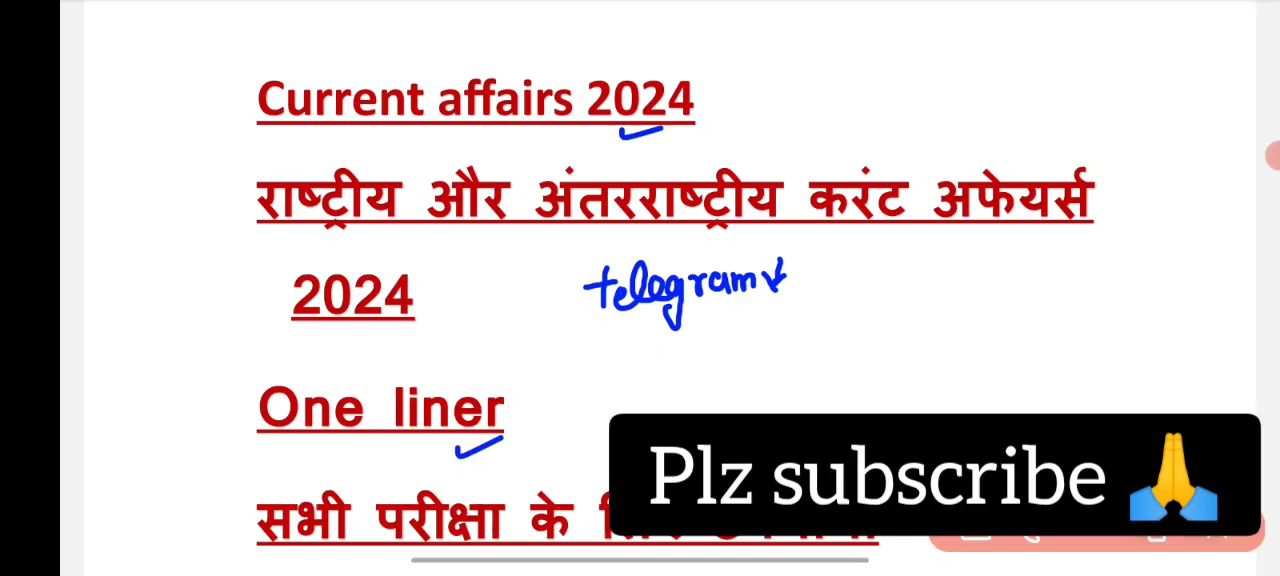 Current affairs 2024
राष्ट्रीय और अंतरराष्ट्रीय करंट अफेयर्स
2024
telegram
One liner
Plz subscribe 🙏
सभी परीक्षा के